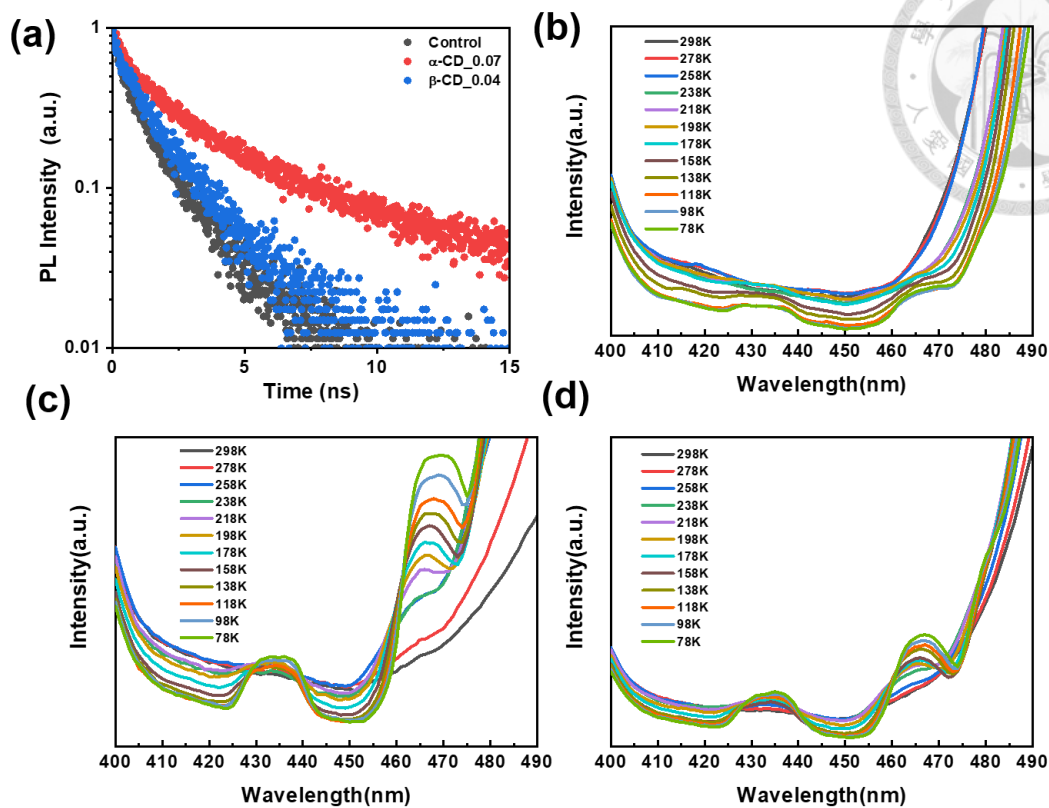 (a)
1
0.1
0.01
PL Intensity (a.u.)
Control
α-CD_0.07
β-CD_0.04
0 5 10 15
Time (ns)
(b)
Intensity(a.u.)
298K
278K
258K
238K
218K
198K
178K
158K
138K
118K
98K
78K
400 410 420 430 440 450 460 470 480 490
Wavelength(nm)
(c)
Intensity(a.u.)
298K
278K
258K
238K
218K
198K
178K
158K
138K
118K
98K
78K
400 410 420 430 440 450 460 470 480 490
Wavelength(nm)
(d)
Intensity(a.u.)
298K
278K
258K
238K
218K
198K
178K
158K
138K
118K
98K
78K
400 410 420 430 440 450 460 470 480 490
Wavelength(nm)